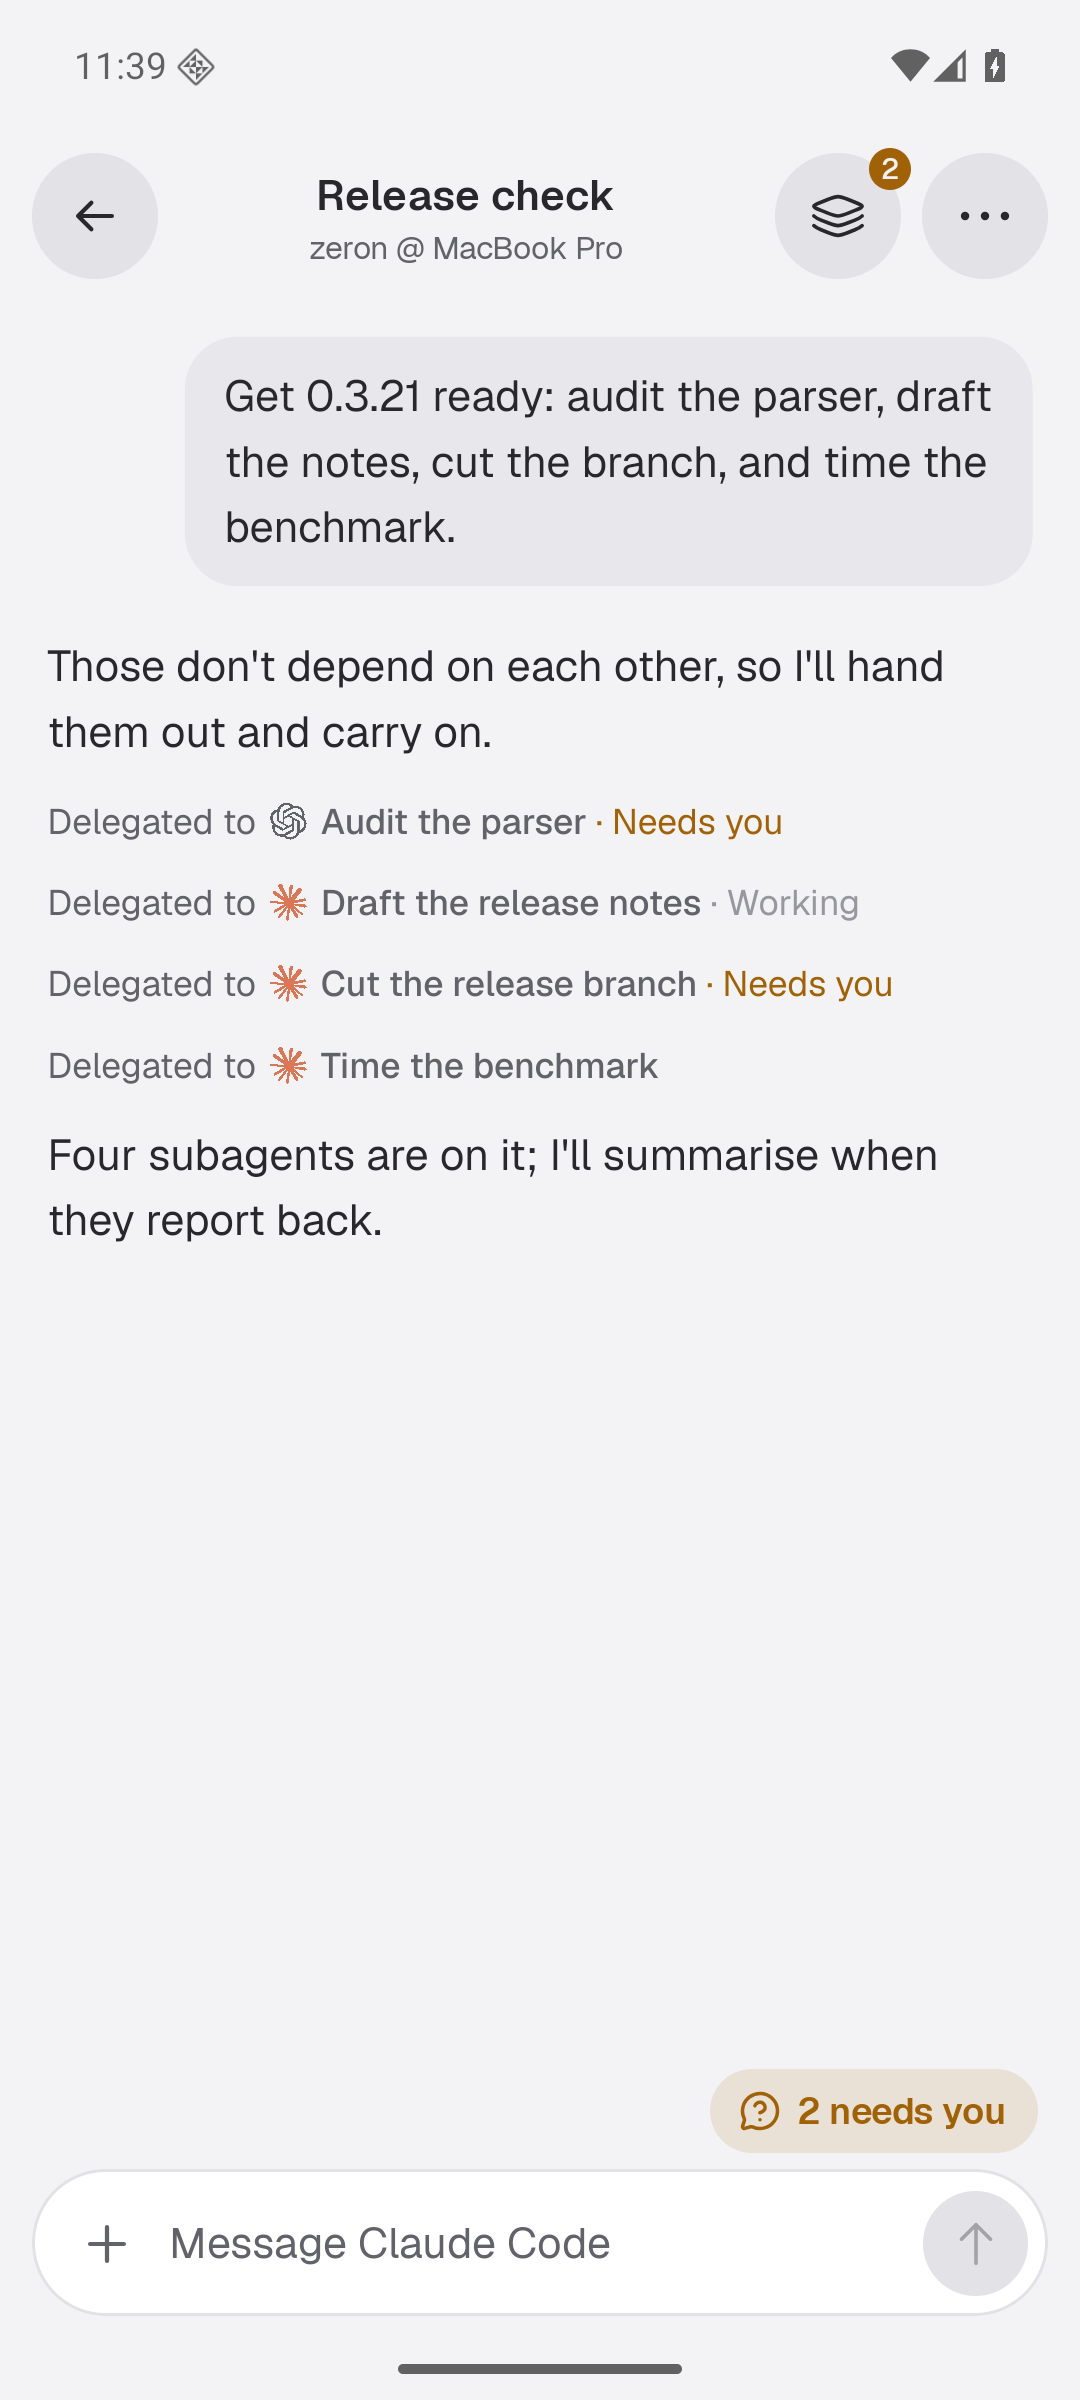 11:39
2
Release check
zeron @ MacBook Pro
Get 0.3.21 ready: audit the parser, draft
the notes, cut the branch, and time the
benchmark.
Those don't depend on each other, so I'll hand
them out and carry on.
Delegated to Audit the parser · Needs you
Delegated to Draft the release notes · Working
Delegated to Cut the release branch · Needs you
Delegated to Time the benchmark
Four subagents are on it; I'll summarise when
they report back.
2 needs you
Message Claude Code